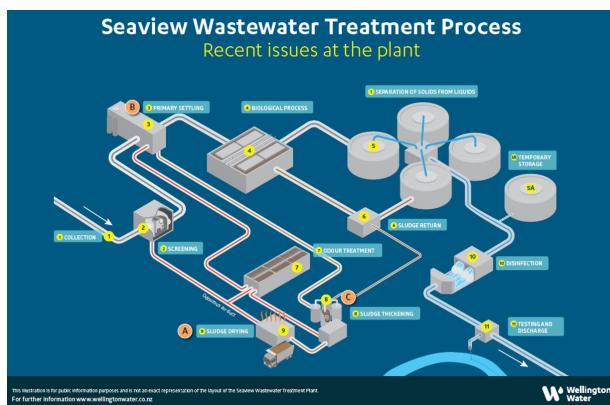 Seaview Wastewater Treatment Process
Recent issues at the plant
1 SEPARATION OF SOLIDS FROM LIQUIDS
B
3 PRIMARY SETTLING
4 BIOLOGICAL PROCESS
3
4
5
5A TEMPORARY
STORAGE
5A
2
6
1 COLLECTION
1
2 SCREENING
6 SLUDGE RETURN
7 ODOUR TREATMENT
7
10
10 DISINFECTION
Odourous air duct
8
C
8 SLUDGE THICKENING
A
9 SLUDGE DRYING
9
11
11 TESTING AND
DISCHARGE
This illustration is for public information purposes and is not an exact representation of the layout of the Seaview Wastewater Treatment Plant.
For further information www.wellingtonwater.co.nz
Wellington
Water